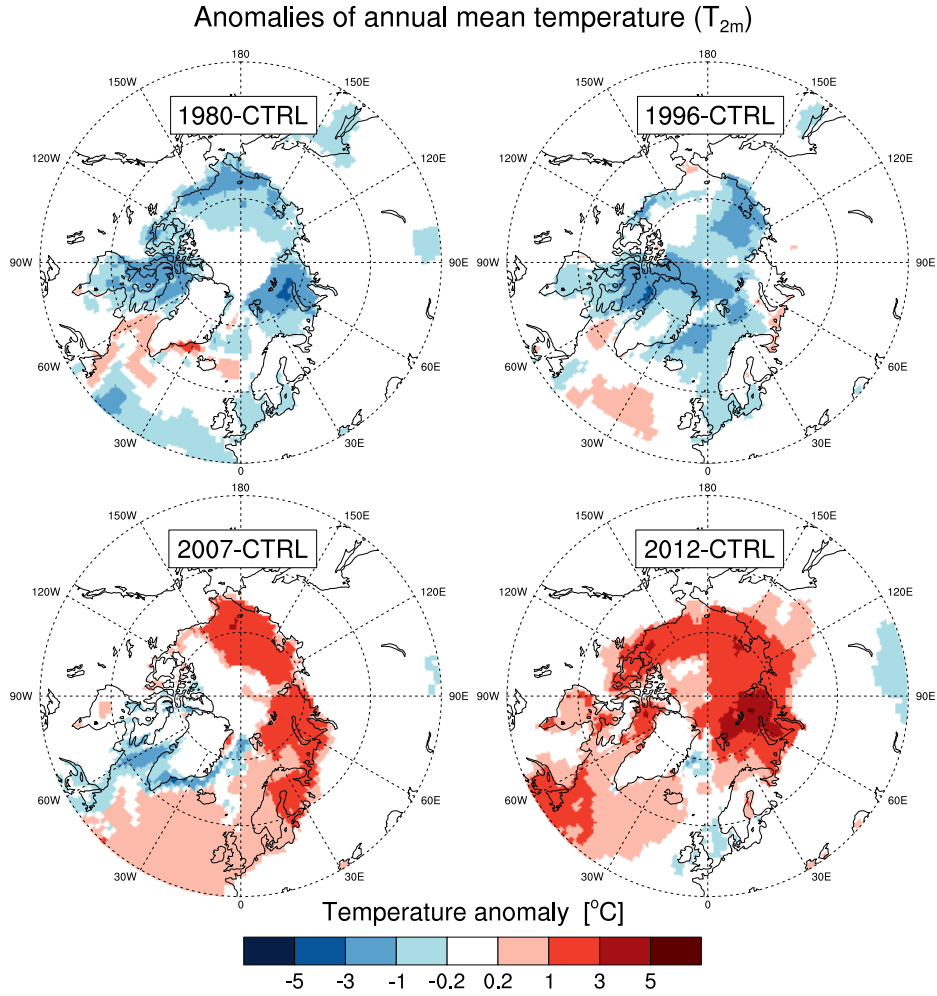 Anomalies of annual mean temperature (T2m)
180
150W
150E
1980-CTRL
120W
120E
90W
90E
60W
60E
30W
30E
0
180
150W
150E
1996-CTRL
120W
120E
90W
90E
60W
60E
30W
30E
0
180
150W
150E
2007-CTRL
120W
120E
90W
90E
60W
60E
30W
30E
0
180
150W
150E
2012-CTRL
120W
120E
90W
90E
60W
60E
30W
30E
0
Temperature anomaly [°C]
-5 -3 -1 -0.2 0.2 1 3 5